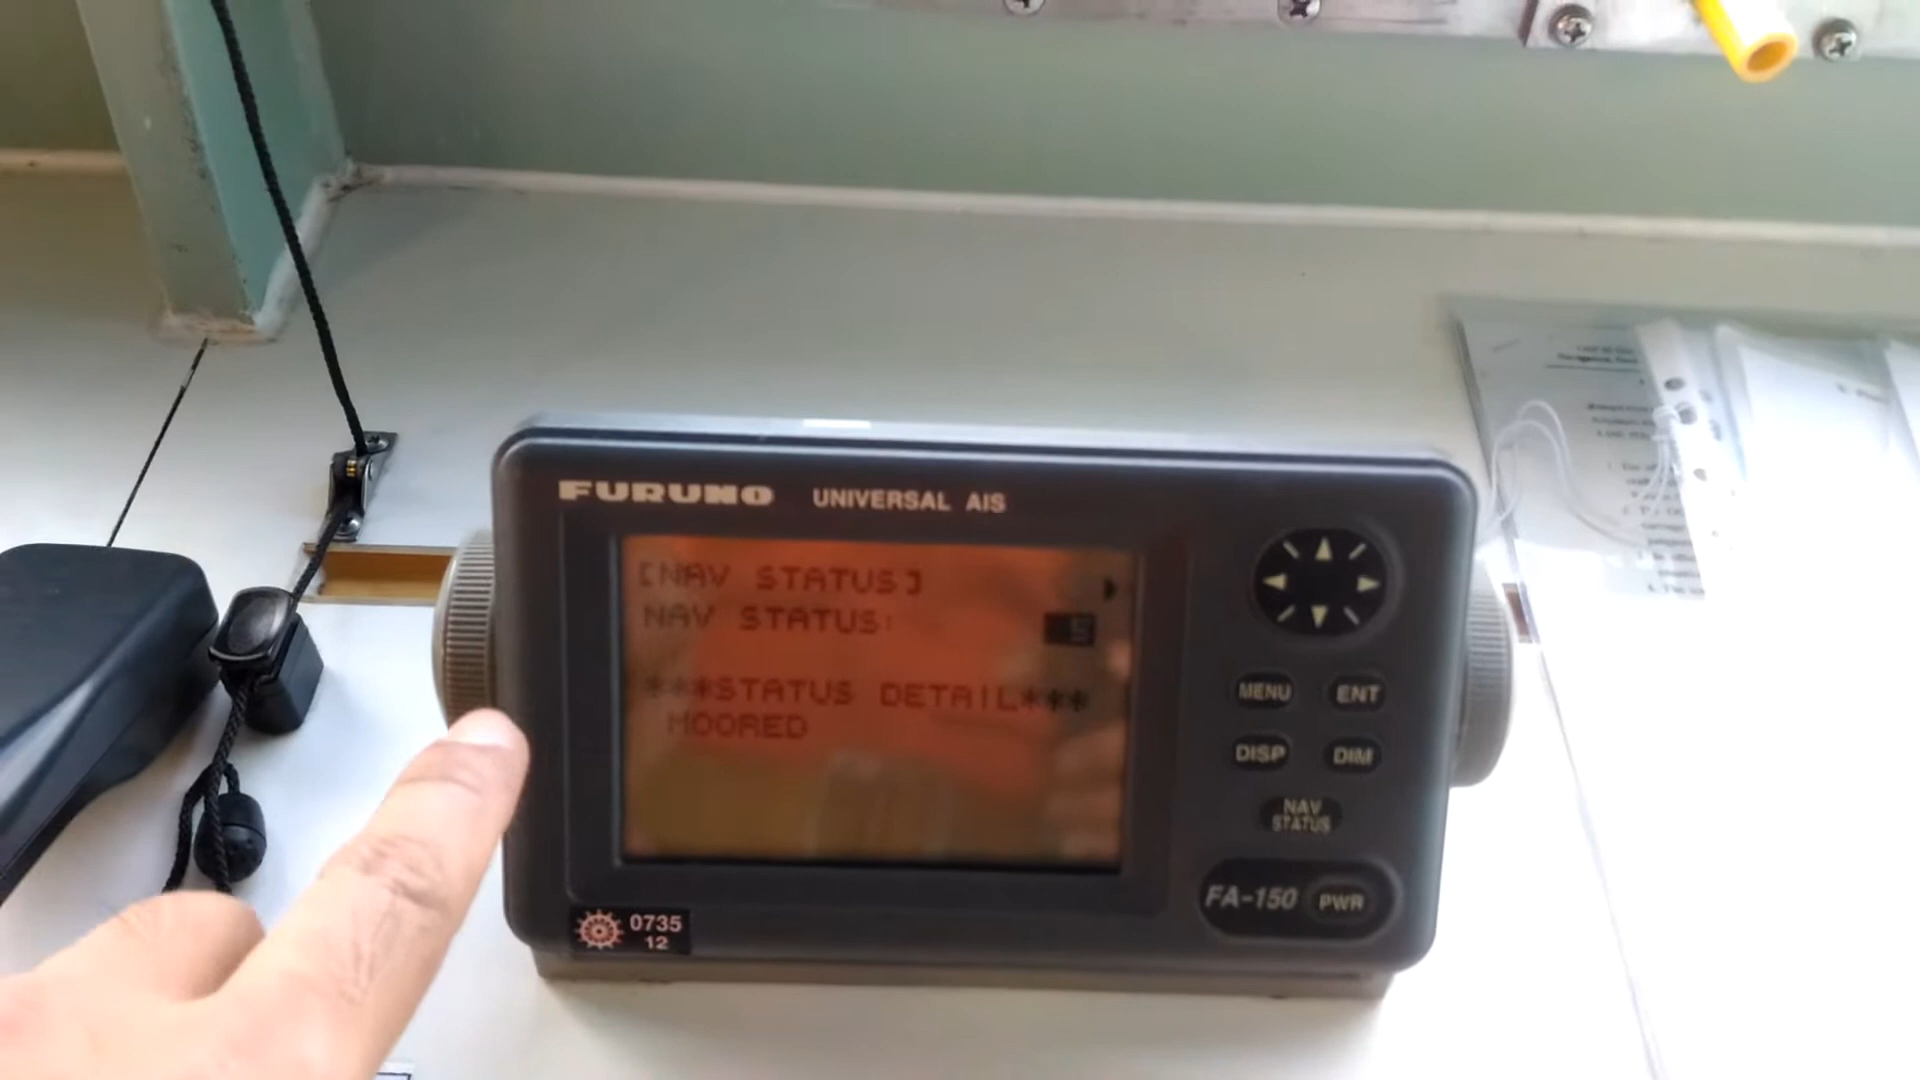 FURUNO UNIVERSAL AIS
[NAV STATUS]
NAV STATUS: 5
***STATUS DETAIL***
MOORED
MENU ENT
DISP DIM
NAV
STATUS
FA-150 PWR
0735
12